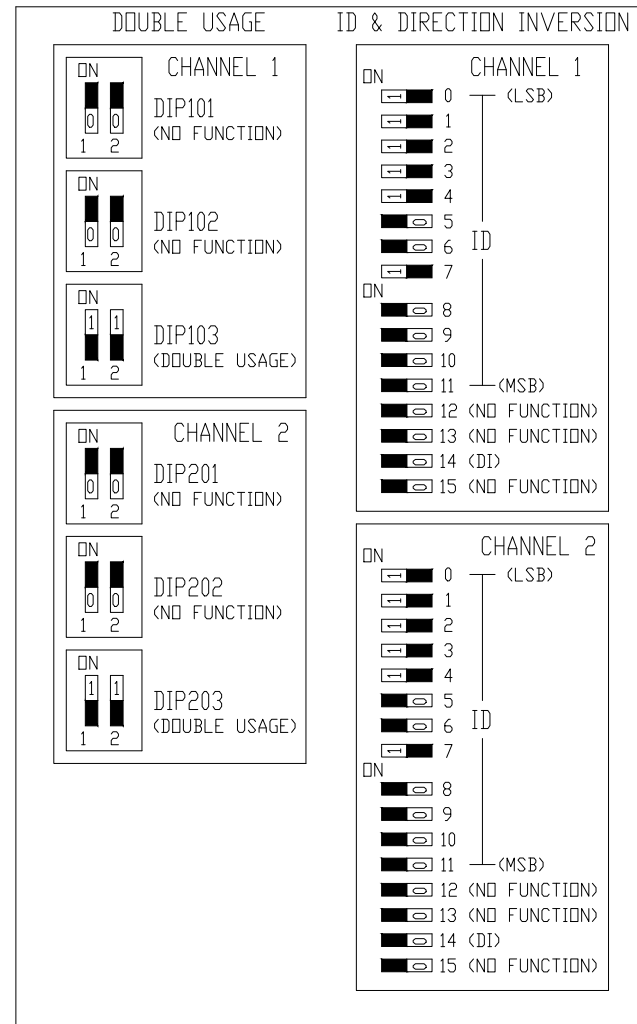 DOUBLE USAGE
ON
CHANNEL 1
0 0
1 2
DIP101
(NO FUNCTION)
ON
0 0
1 2
DIP102
(NO FUNCTION)
ON
1 1
1 2
DIP103
(DOUBLE USAGE)
CHANNEL 2
ON
0 0
1 2
DIP201
(NO FUNCTION)
ON
0 0
1 2
DIP202
(NO FUNCTION)
ON
1 1
1 2
DIP203
(DOUBLE USAGE)
ID & DIRECTION INVERSION
CHANNEL 1
ON
1 0 (LSB)
1 1
1 2
1 3
1 4
0 5
0 6
ID
1 7
ON
0 8
0 9
0 10
0 11 (MSB)
0 12 (NO FUNCTION)
0 13 (NO FUNCTION)
0 14 (DI)
0 15 (NO FUNCTION)
CHANNEL 2
ON
1 0 (LSB)
1 1
1 2
1 3
1 4
0 5
0 6
ID
1 7
ON
0 8
0 9
0 10
0 11 (MSB)
0 12 (NO FUNCTION)
0 13 (NO FUNCTION)
0 14 (DI)
0 15 (NO FUNCTION)